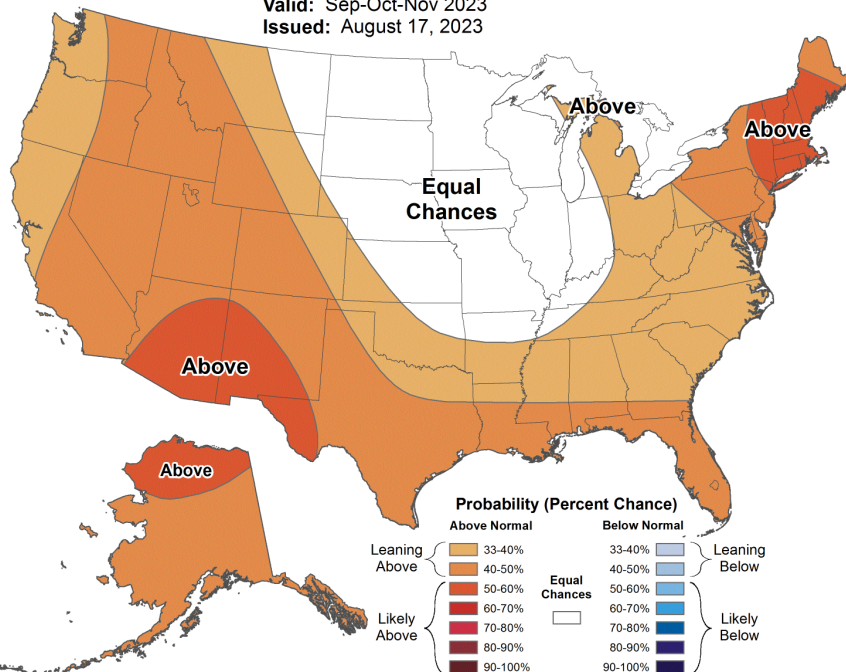 Valid: Sep-Oct-Nov 2023
Issued: August 17, 2023
Above
Above
Equal
Chances
Above
Above
Probability (Percent Chance)
Above Normal
Below Normal
Leaning
Above
33-40%
40-50%
Likely
Above
50-60%
60-70%
70-80%
80-90%
90-100%
Equal
Chances
33-40%
40-50%
Leaning
Below
50-60%
60-70%
70-80%
80-90%
90-100%
Likely
Below